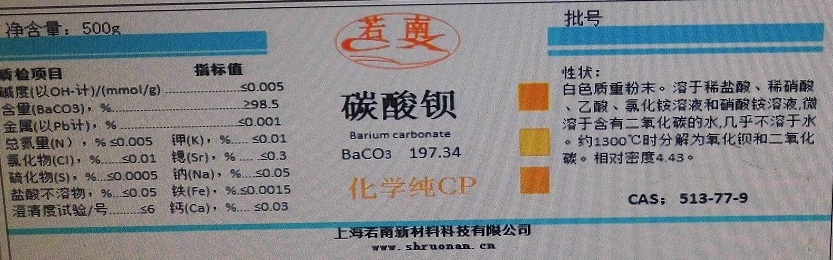 净含量：500g
质检项目 指标值
碱度(以OH-计)/(mmol/g)..................≤0.005
含量(BaCO3)，%..................≥98.5
金属(以Pb计)，%..................≤0.001
总氮量(N)，%≤0.005 钾(K)，%....≤0.01
氯化物(Cl)，%......≤0.01 锶(Sr)，%....≤0.3
硫化物(S)，%≤0.0005 钠(Na)，%....≤0.05
盐酸不溶物，%...≤0.05 铁(Fe)，%.≤0.0015
澄清度试验/号........≤6 钙(Ca)，%....≤0.03
若南
碳酸钡
Barium carbonate
BaCO3 197.34
化学纯CP
批号
性状：
白色质重粉末。溶于稀盐酸、稀硝酸
、乙酸、氯化铵溶液和硝酸铵溶液,微
溶于含有二氧化碳的水,几乎不溶于水
。约1300℃时分解为氧化钡和二氧化
碳。相对密度4.43。
CAS：513-77-9
上海若南新材料科技有限公司
www.shruonan.cn